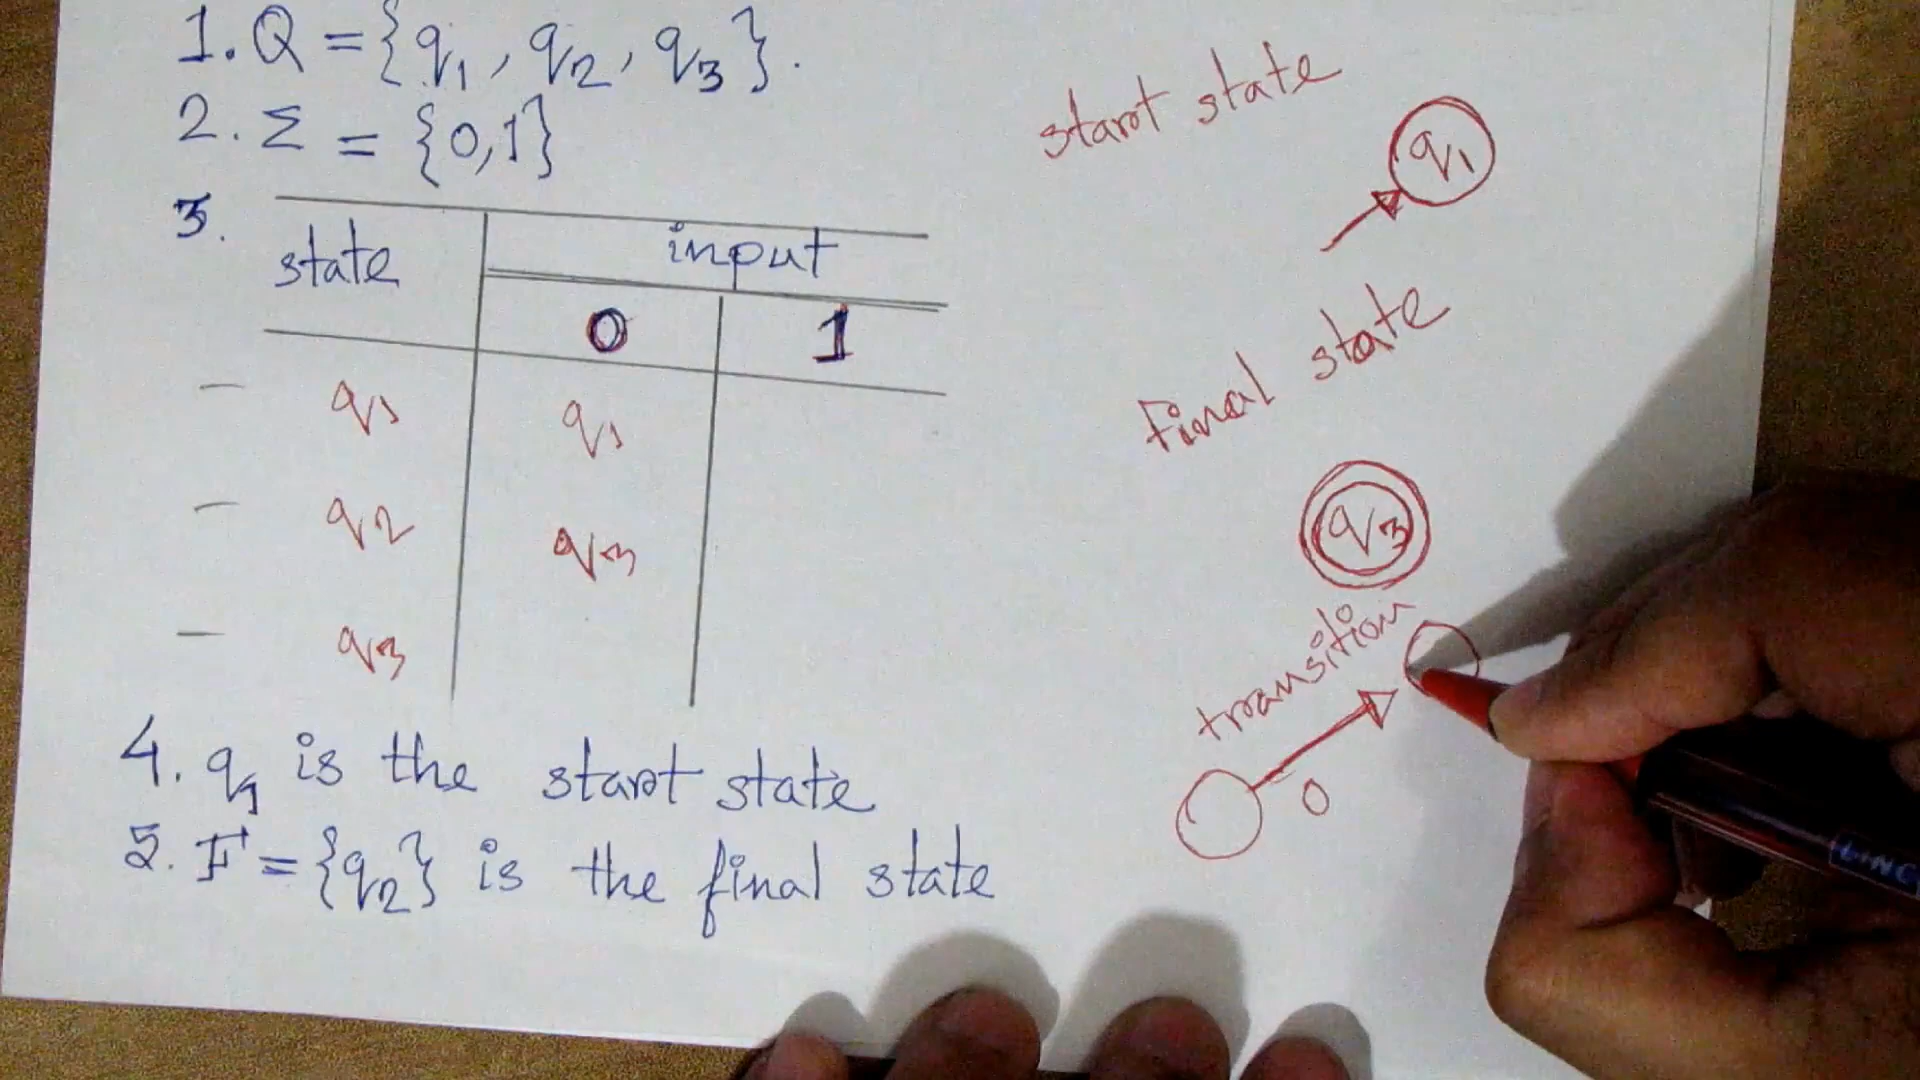 1. Q = {q1, q2, q3}.
2. Σ = {0,1}
3.
state input
0 1
q1 q1
q2 q3
q3
4. q1 is the start state
5. F = {q2} is the final state
start state
q1
Final state
q3
transition
0